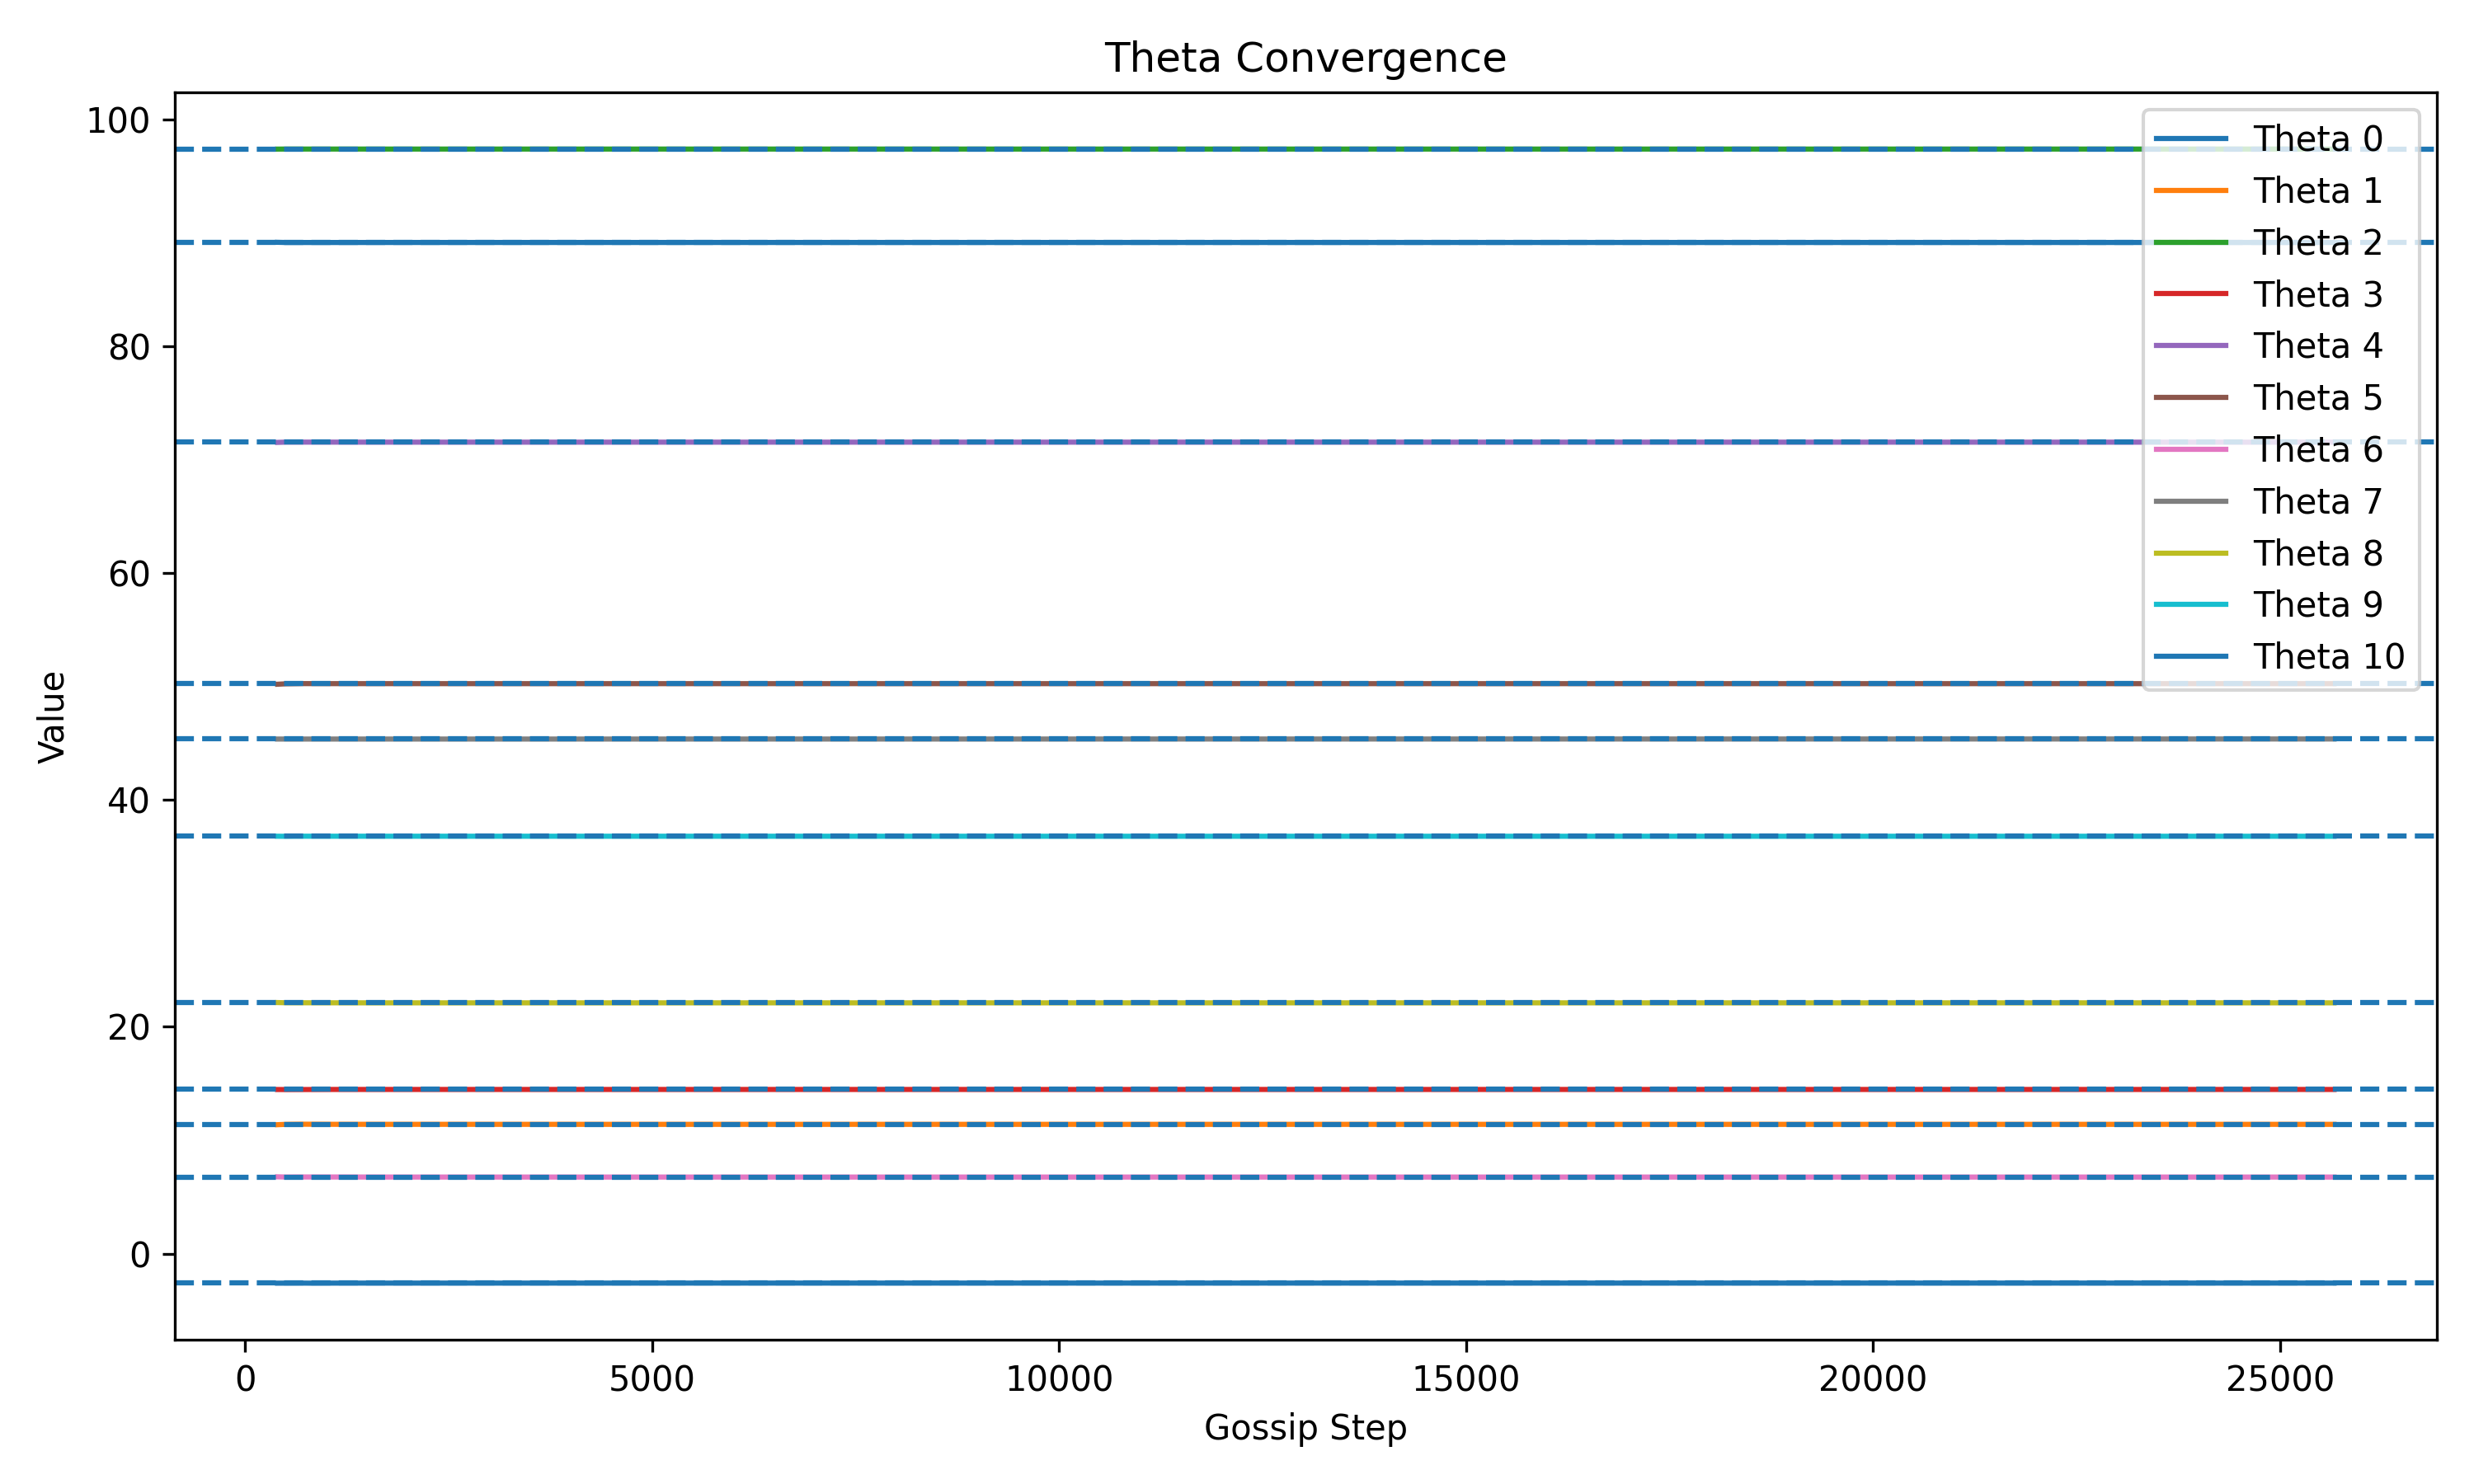 Theta Convergence
100
80
60
40
20
0
Value
0
5000
10000
15000
20000
25000
Gossip Step
Theta 0
Theta 1
Theta 2
Theta 3
Theta 4
Theta 5
Theta 6
Theta 7
Theta 8
Theta 9
Theta 10